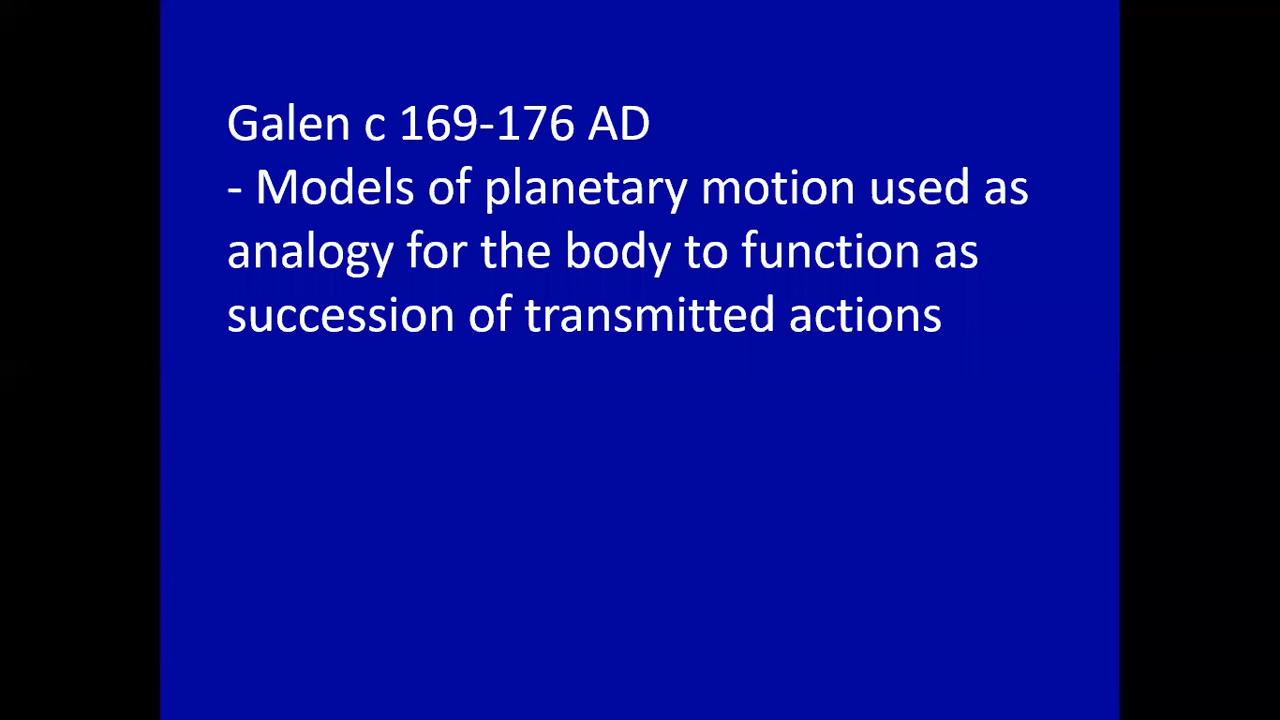 Galen c 169-176 AD
- Models of planetary motion used as
analogy for the body to function as
succession of transmitted actions